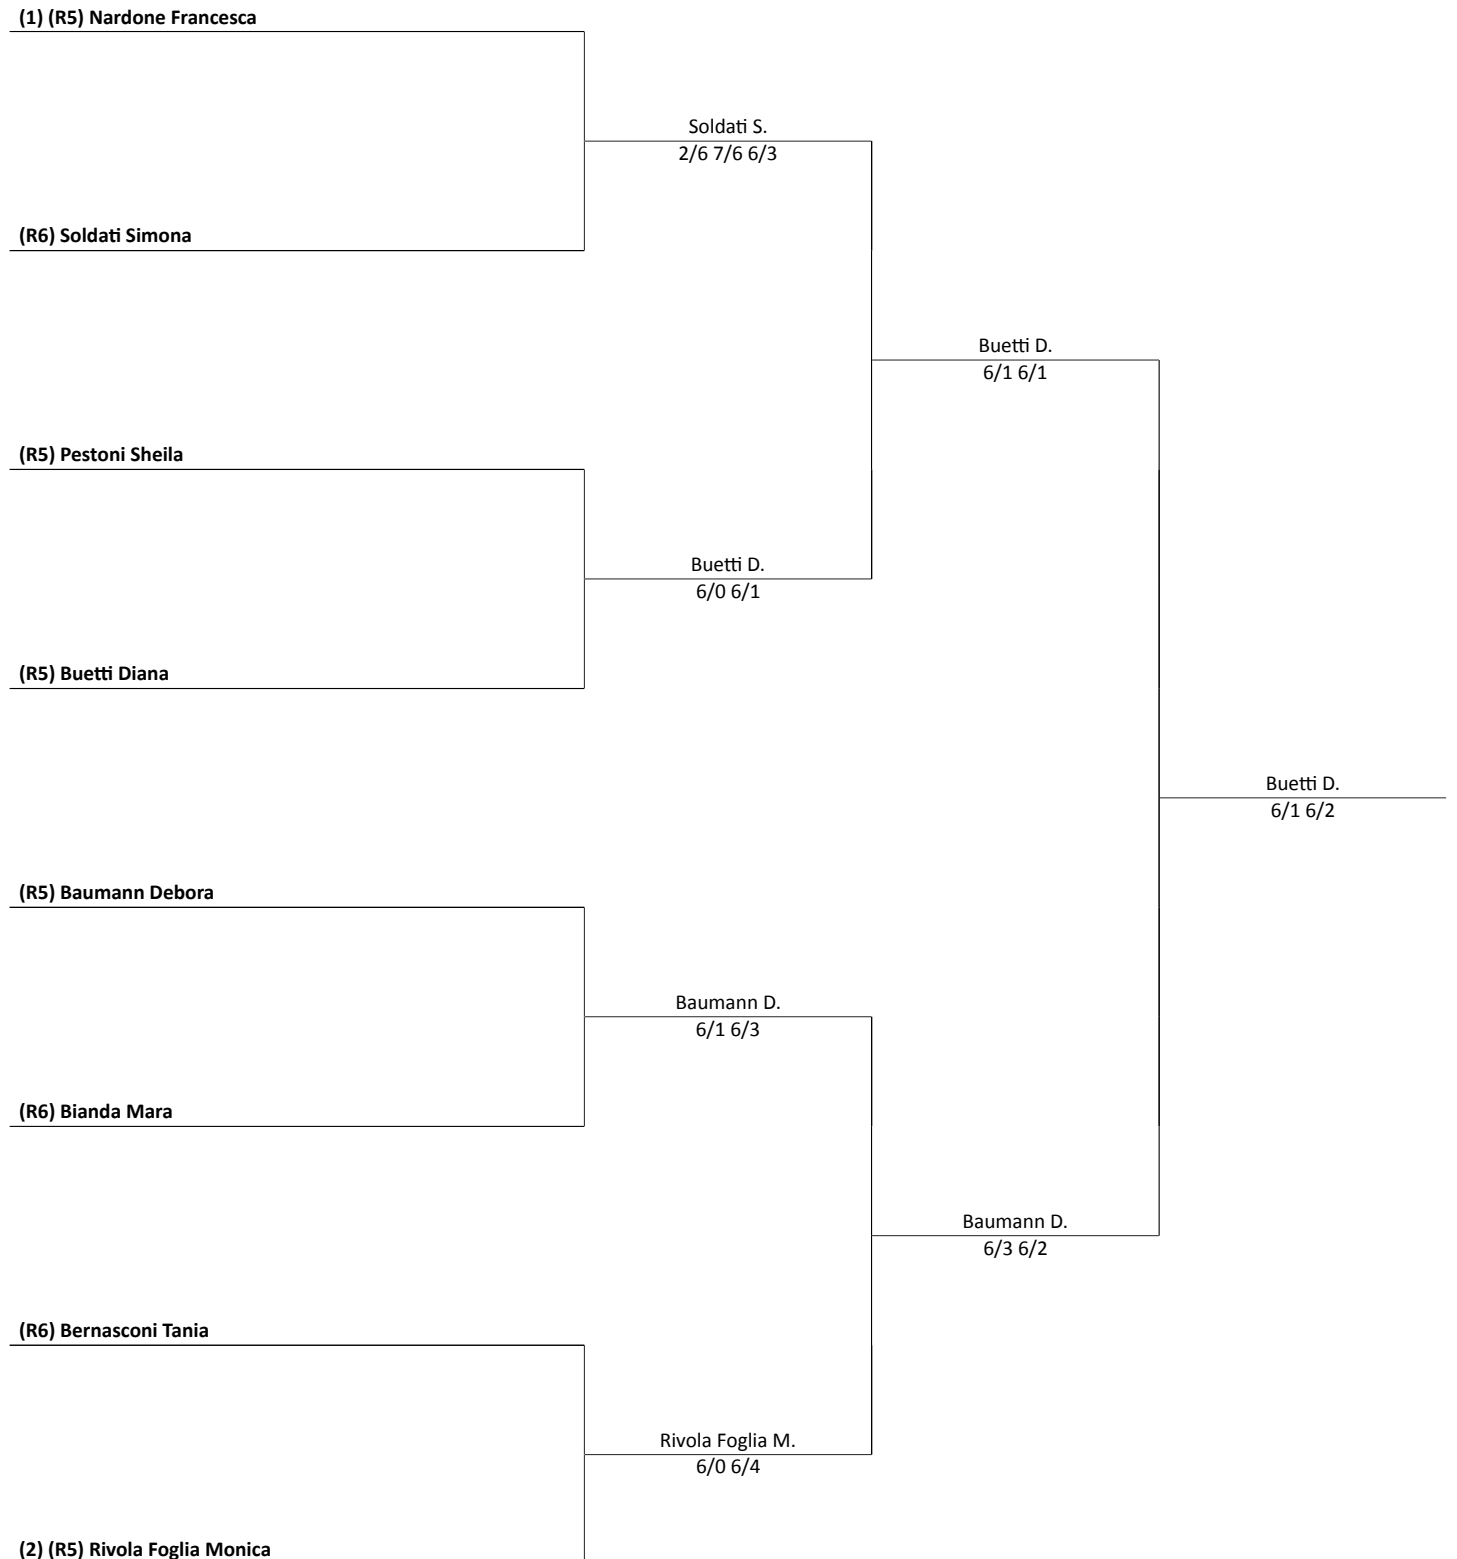 (1) (R5) Nardone Francesca
Soldati S.
2/6 7/6 6/3
(R6) Soldati Simona
Buetti D.
6/1 6/1
(R5) Pestoni Sheila
Buetti D.
6/0 6/1
(R5) Buetti Diana
Buetti D.
6/1 6/2
(R5) Baumann Debora
Baumann D.
6/1 6/3
(R6) Bianda Mara
Baumann D.
6/3 6/2
(R6) Bernasconi Tania
Rivola Foglia M.
6/0 6/4
(2) (R5) Rivola Foglia Monica